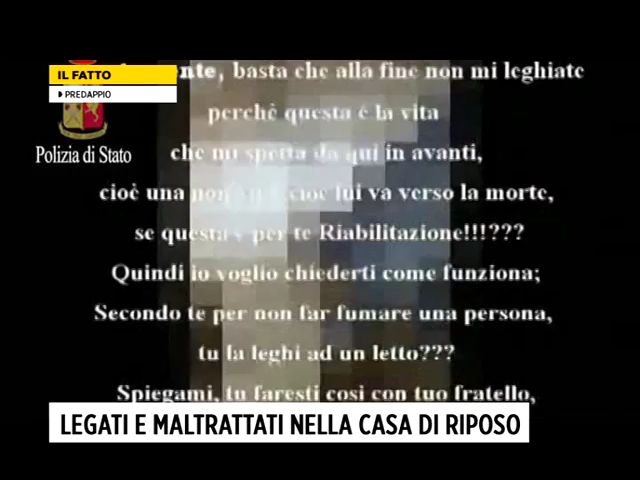 IL FATTO
PREDAPPIO
Polizia di Stato
basta che alla fine non mi leghiate
perchè questa è la vita
che mi spetta da qui in avanti,
cioè una non vita, cioè lui va verso la morte,
se questa è per te Riabilitazione!!!???
Quindi io voglio chiederti come funziona;
Secondo te per non far fumare una persona,
tu la leghi ad un letto???
Spiegami, tu faresti così con tuo fratello,
LEGATI E MALTRATTATI NELLA CASA DI RIPOSO